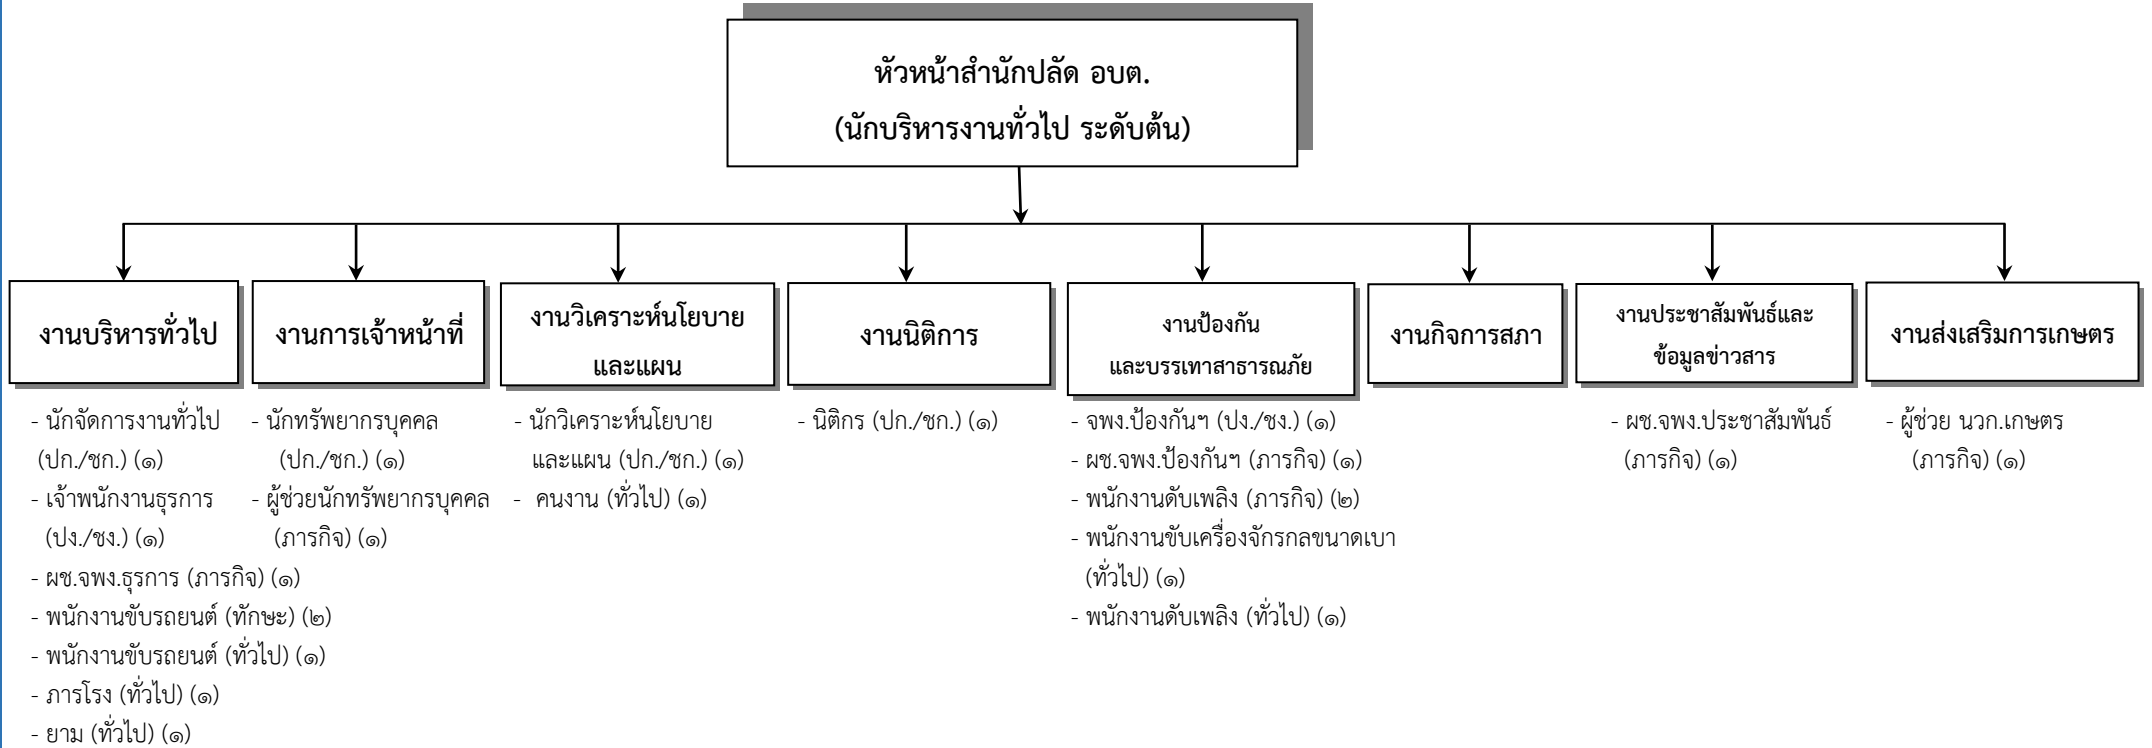 หัวหน้าสำนักปลัด อบต.
(นักบริหารงานทั่วไป ระดับต้น)
งานบริหารทั่วไป
- นักจัดการงานทั่วไป
(ปก./ชก.) (๑)
- เจ้าพนักงานธุรการ
(ปง./ชง.) (๑)
- ผช.จพง.ธุรการ (ภารกิจ) (๑)
- พนักงานขับรถยนต์ (ทักษะ) (๒)
- พนักงานขับรถยนต์ (ทั่วไป) (๑)
- ภารโรง (ทั่วไป) (๑)
- ยาม (ทั่วไป) (๑)
งานการเจ้าหน้าที่
- นักทรัพยากรบุคคล
(ปก./ชก.) (๑)
- ผู้ช่วยนักทรัพยากรบุคคล
(ภารกิจ) (๑)
งานวิเคราะห์นโยบาย
และแผน
- นักวิเคราะห์นโยบาย
และแผน (ปก./ชก.) (๑)
- คนงาน (ทั่วไป) (๑)
งานนิติการ
- นิติกร (ปก./ชก.) (๑)
งานป้องกัน
และบรรเทาสาธารณภัย
- จพง.ป้องกันฯ (ปง./ชง.) (๑)
- ผช.จพง.ป้องกันฯ (ภารกิจ) (๑)
- พนักงานดับเพลิง (ภารกิจ) (๒)
- พนักงานขับเครื่องจักรกลขนาดเบา
(ทั่วไป) (๑)
- พนักงานดับเพลิง (ทั่วไป) (๑)
งานกิจการสภา
งานประชาสัมพันธ์และ
ข้อมูลข่าวสาร
- ผช.จพง.ประชาสัมพันธ์
(ภารกิจ) (๑)
งานส่งเสริมการเกษตร
- ผู้ช่วย นวก.เกษตร
(ภารกิจ) (๑)